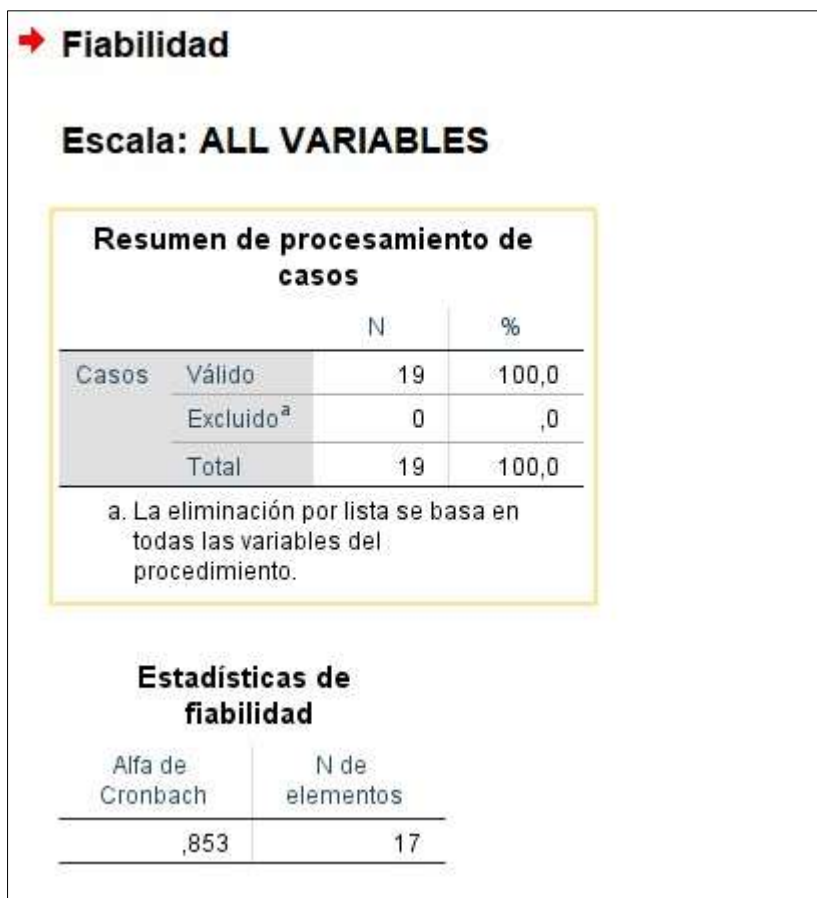 Fiabilidad
Escala: ALL VARIABLES
Resumen de procesamiento de
casos
N %
Casos Válido 19 100,0
Excluidoª 0 ,0
Total 19 100,0
a. La eliminación por lista se basa en
todas las variables del
procedimiento.
Estadísticas de
fiabilidad
Alfa de N de
Cronbach elementos
,853 17